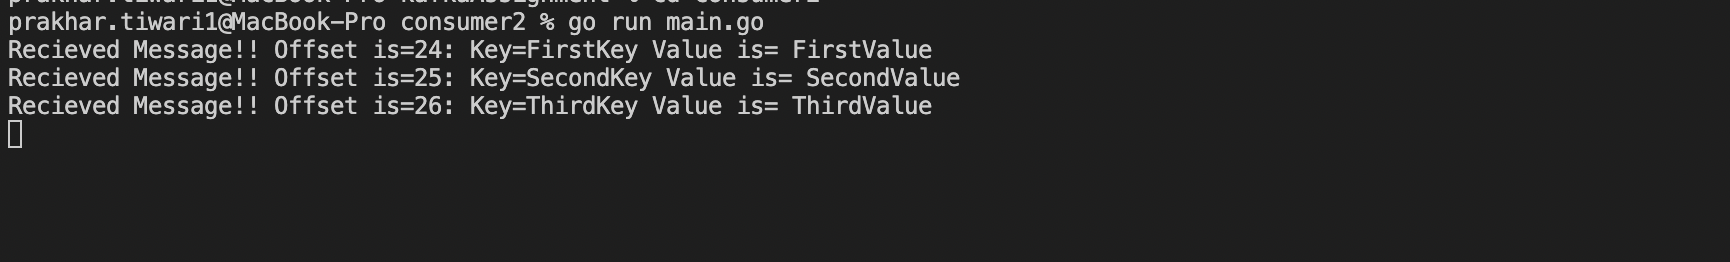 prakhar.tiwari1@MacBook-Pro consumer2 % go run main.go
Recieved Message!! Offset is=24: Key=FirstKey Value is= FirstValue
Recieved Message!! Offset is=25: Key=SecondKey Value is= SecondValue
Recieved Message!! Offset is=26: Key=ThirdKey Value is= ThirdValue